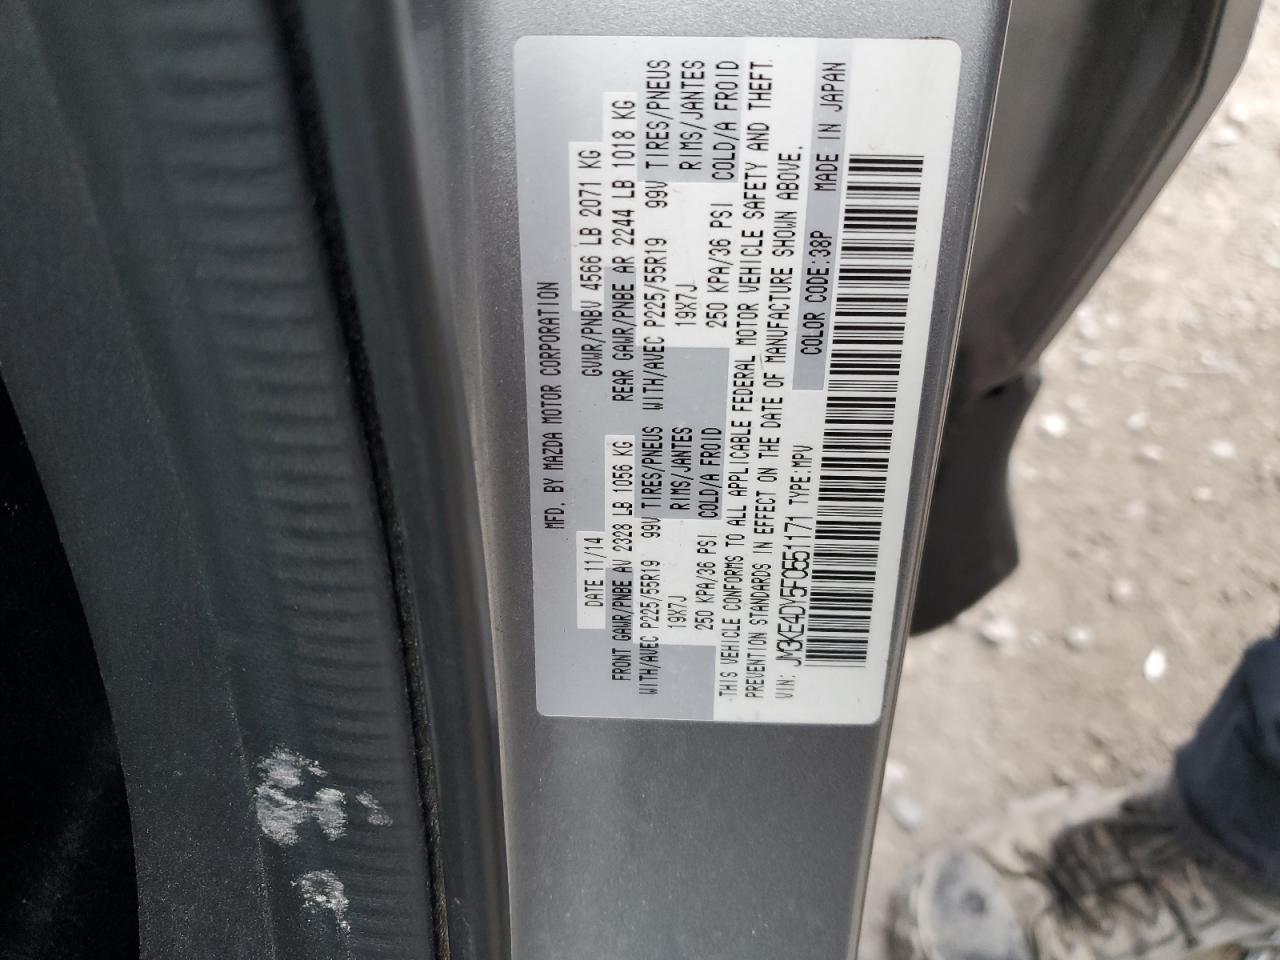 MFD. BY MAZDA MOTOR CORPORATION
DATE 11/14 GVWR/PNBV 4566 LB 2071 KG
FRONT GAWR/PNBE AV 2328 LB 1056 KG REAR GAWR/PNBE AR 2244 LB 1018 KG
WITH/AVEC P225/55R19 99V TIRES/PNEUS WITH/AVEC P225/55R19 99V TIRES/PNEUS
19X7J RIMS/JANTES 19X7J RIMS/JANTES
250 KPA/36 PSI COLD/A FROID 250 KPA/36 PSI COLD/A FROID
THIS VEHICLE CONFORMS TO ALL APPLICABLE FEDERAL MOTOR VEHICLE SAFETY AND THEFT
PREVENTION STANDARDS IN EFFECT ON THE DATE OF MANUFACTURE SHOWN ABOVE.
VIN: JM3KE4DY5F0551171 TYPE:MPV COLOR CODE:38P MADE IN JAPAN